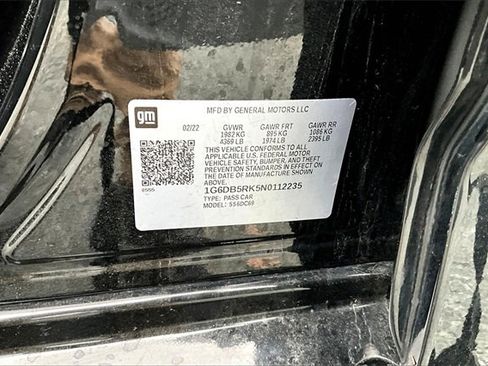 gm
MFD BY GENERAL MOTORS LLC
02/22 GVWR GAWR FRT GAWR RR
1982 KG 895 KG 1086 KG
4369 LB 1974 LB 2395 LB
THIS VEHICLE CONFORMS TO ALL
APPLICABLE U.S. FEDERAL MOTOR
VEHICLE SAFETY, BUMPER, AND THEFT
PREVENTION STANDARDS IN EFFECT ON
THE DATE OF MANUFACTURE SHOWN ABOVE.
1G6DB5RK5N0112235
TYPE: PASS CAR